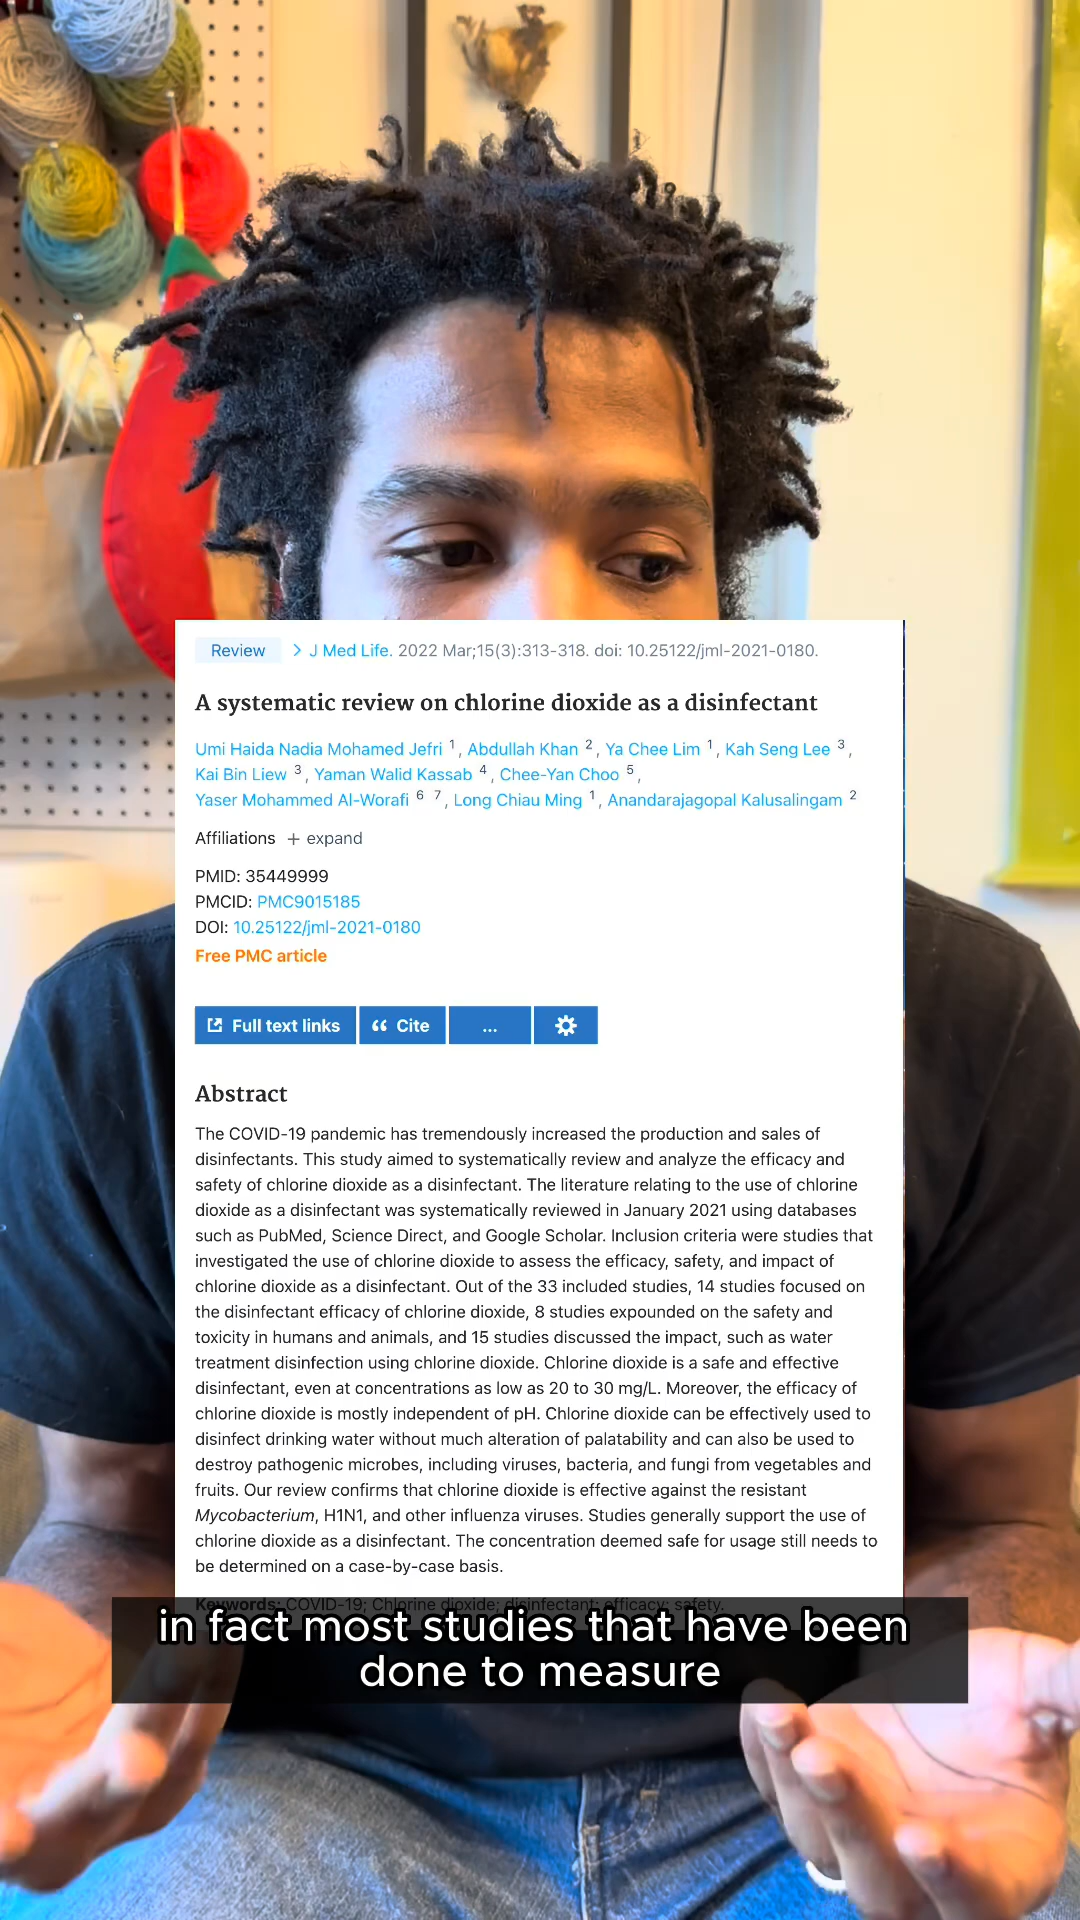 Review > J Med Life. 2022 Mar;15(3):313-318. doi: 10.25122/jml-2021-0180.
A systematic review on chlorine dioxide as a disinfectant
Umi Haida Nadia Mohamed Jefri 1, Abdullah Khan 2, Ya Chee Lim 1, Kah Seng Lee 3,
Kai Bin Liew 3, Yaman Walid Kassab 4, Chee-Yan Choo 5,
Yaser Mohammed Al-Worafi 6 7, Long Chiau Ming 1, Anandarajagopal Kalusalingam 2
Affiliations + expand
PMID: 35449999
PMCID: PMC9015185
DOI: 10.25122/jml-2021-0180
Free PMC article
Full text links Cite ...
Abstract
The COVID-19 pandemic has tremendously increased the production and sales of
disinfectants. This study aimed to systematically review and analyze the efficacy and
safety of chlorine dioxide as a disinfectant. The literature relating to the use of chlorine
dioxide as a disinfectant was systematically reviewed in January 2021 using databases
such as PubMed, Science Direct, and Google Scholar. Inclusion criteria were studies that
investigated the use of chlorine dioxide to assess the efficacy, safety, and impact of
chlorine dioxide as a disinfectant. Out of the 33 included studies, 14 studies focused on
the disinfectant efficacy of chlorine dioxide, 8 studies expounded on the safety and
toxicity in humans and animals, and 15 studies discussed the impact, such as water
treatment disinfection using chlorine dioxide. Chlorine dioxide is a safe and effective
disinfectant, even at concentrations as low as 20 to 30 mg/L. Moreover, the efficacy of
chlorine dioxide is mostly independent of pH. Chlorine dioxide can be effectively used to
disinfect drinking water without much alteration of palatability and can also be used to
destroy pathogenic microbes, including viruses, bacteria, and fungi from vegetables and
fruits. Our review confirms that chlorine dioxide is effective against the resistant
Mycobacterium, H1N1, and other influenza viruses. Studies generally support the use of
chlorine dioxide as a disinfectant. The concentration deemed safe for usage still needs to
be determined on a case-by-case basis.
Keywords: COVID-19; Chlorine dioxide; disinfectant; efficacy; safety.
in fact most studies that have been
done to measure